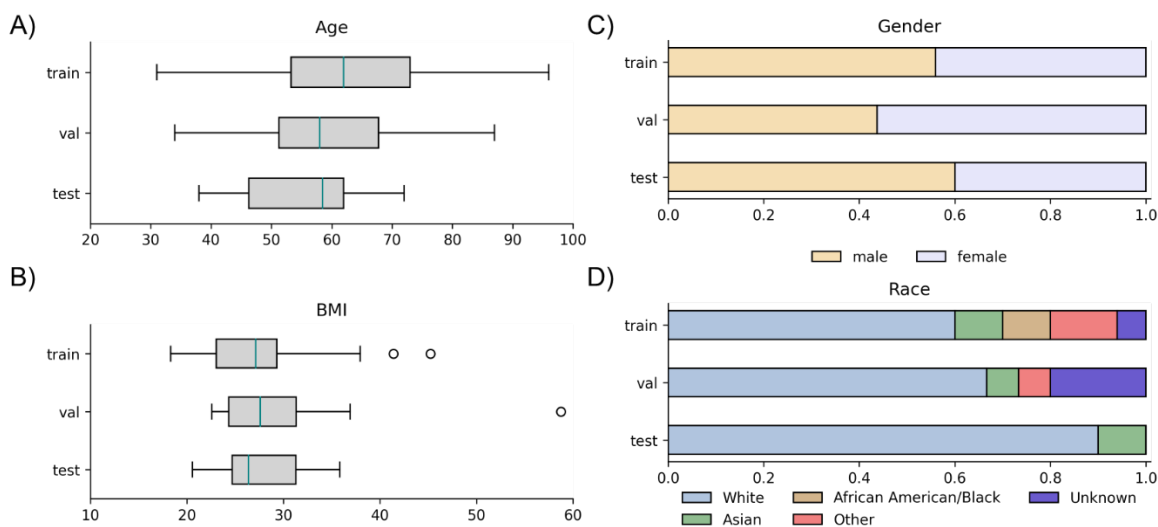 A)
Age
train
val
test
20 30 40 50 60 70 80 90 100
B)
BMI
train
val
test
10 20 30 40 50 60
C)
Gender
train
val
test
0.0 0.2 0.4 0.6 0.8 1.0
male female
D)
Race
train
val
test
0.0 0.2 0.4 0.6 0.8 1.0
White African American/Black Unknown
Asian Other